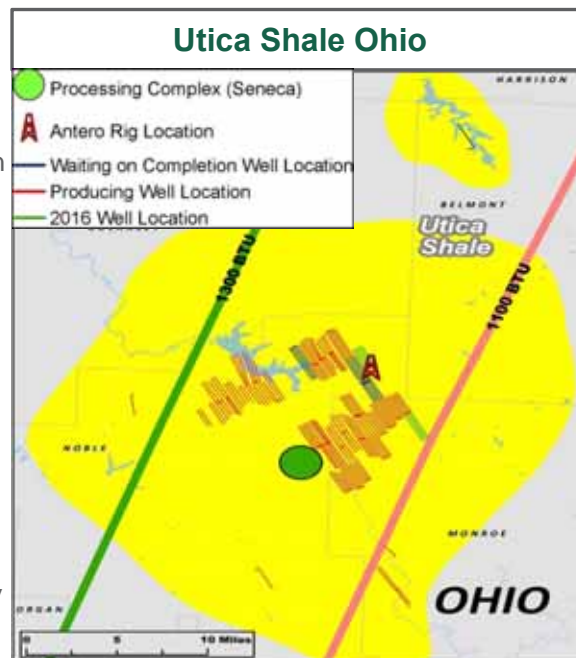 Utica Shale Ohio
HARRISON
Processing Complex (Seneca)
Antero Rig Location
Waiting on Completion Well Location
Producing Well Location
2016 Well Location
BELMONT
Utica
Shale
1300 BTU
1100 BTU
NOBLE
MONROE
OHIO
ORGAN
0 5 10 Miles